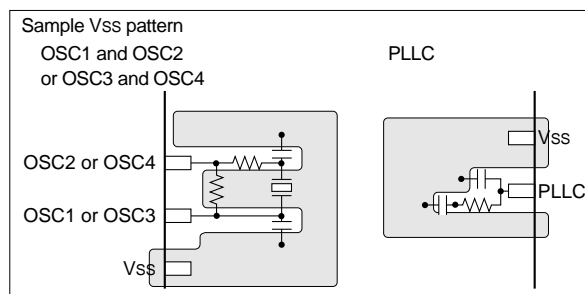 Sample VSS pattern
OSC1 and OSC2
or OSC3 and OSC4
PLLC
OSC2 or OSC4
OSC1 or OSC3
VSS
VSS
PLLC